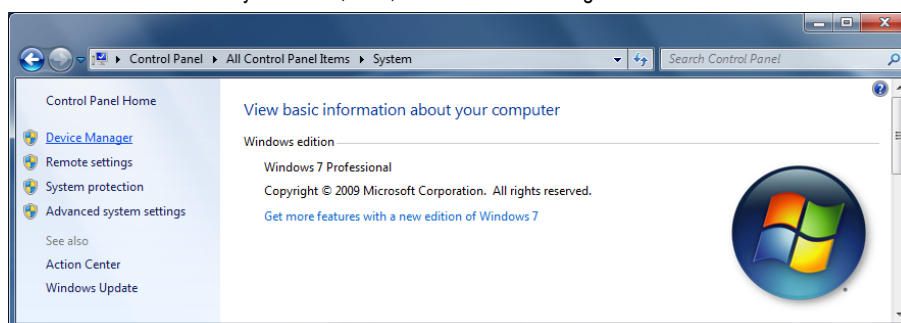 Control Panel ▸ All Control Panel Items ▸ System
Search Control Panel
Control Panel Home
Device Manager
Remote settings
System protection
Advanced system settings
See also
Action Center
Windows Update
View basic information about your computer
Windows edition
Windows 7 Professional
Copyright © 2009 Microsoft Corporation. All rights reserved.
Get more features with a new edition of Windows 7